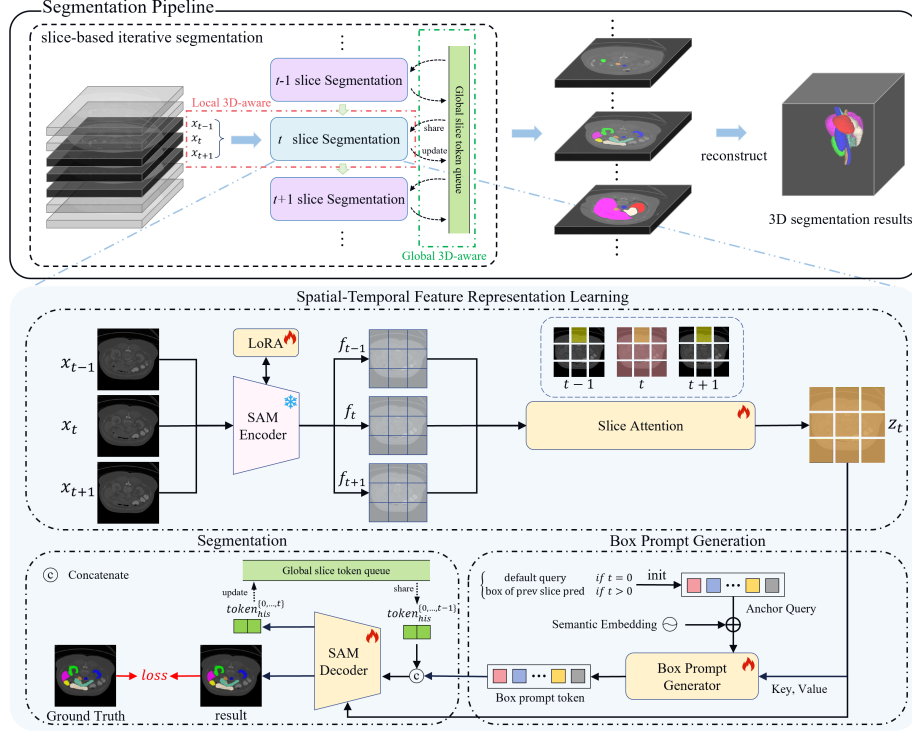 Segmentation Pipeline
slice-based iterative segmentation
Local 3D-aware
x_{t-1}
x_t
x_{t+1}
t-1 slice Segmentation
t slice Segmentation
t+1 slice Segmentation
share
update
Global slice token queue
Global 3D-aware
reconstruct
3D segmentation results
Spatial-Temporal Feature Representation Learning
x_{t-1}
x_t
x_{t+1}
LoRA
SAM
Encoder
f_{t-1}
f_t
f_{t+1}
t − 1
t
t + 1
Slice Attention
z_t
Segmentation
c Concatenate
Global slice token queue
update
share
token_{his}^{{0,...,t}}
token_{his}^{{0,...,t-1}}
SAM
Decoder
c
loss
Ground Truth
result
Box Prompt Generation
{ default query if t = 0
box of prev slice pred if t > 0
init
Anchor Query
Semantic Embedding
Box Prompt
Generator
Key, Value
Box prompt token